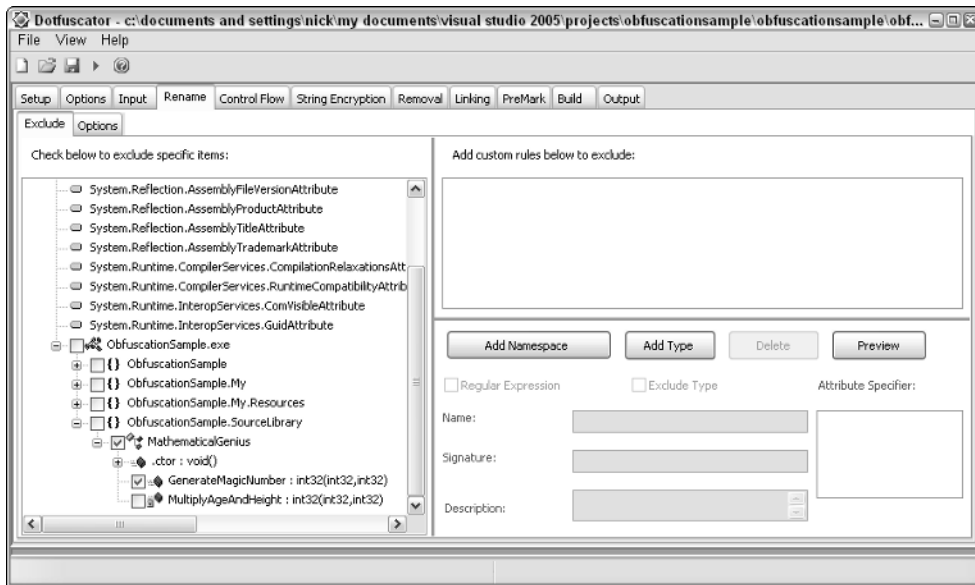 Dotfuscator - c:\documents and settings\nick\my documents\visual studio 2005\projects\obfuscationsample\obfuscationsample\obf...
File View Help
Setup Options Input Rename Control Flow String Encryption Removal Linking PreMark Build Output
Exclude Options
Check below to exclude specific items:
System.Reflection.AssemblyFileVersionAttribute
System.Reflection.AssemblyProductAttribute
System.Reflection.AssemblyTitleAttribute
System.Reflection.AssemblyTrademarkAttribute
System.Runtime.CompilerServices.CompilationRelaxationsAtt
System.Runtime.CompilerServices.RuntimeCompatibilityAttrib
System.Runtime.InteropServices.ComVisibleAttribute
System.Runtime.InteropServices.GuidAttribute
ObfuscationSample.exe
{} ObfuscationSample
{} ObfuscationSample.My
{} ObfuscationSample.My.Resources
{} ObfuscationSample.SourceLibrary
MathematicalGenius
.ctor : void()
GenerateMagicNumber : int32(int32,int32)
MultiplyAgeAndHeight : int32(int32,int32)
Add custom rules below to exclude:
Add Namespace Add Type Delete Preview
Regular Expression Exclude Type Attribute Specifier:
Name:
Signature:
Description: